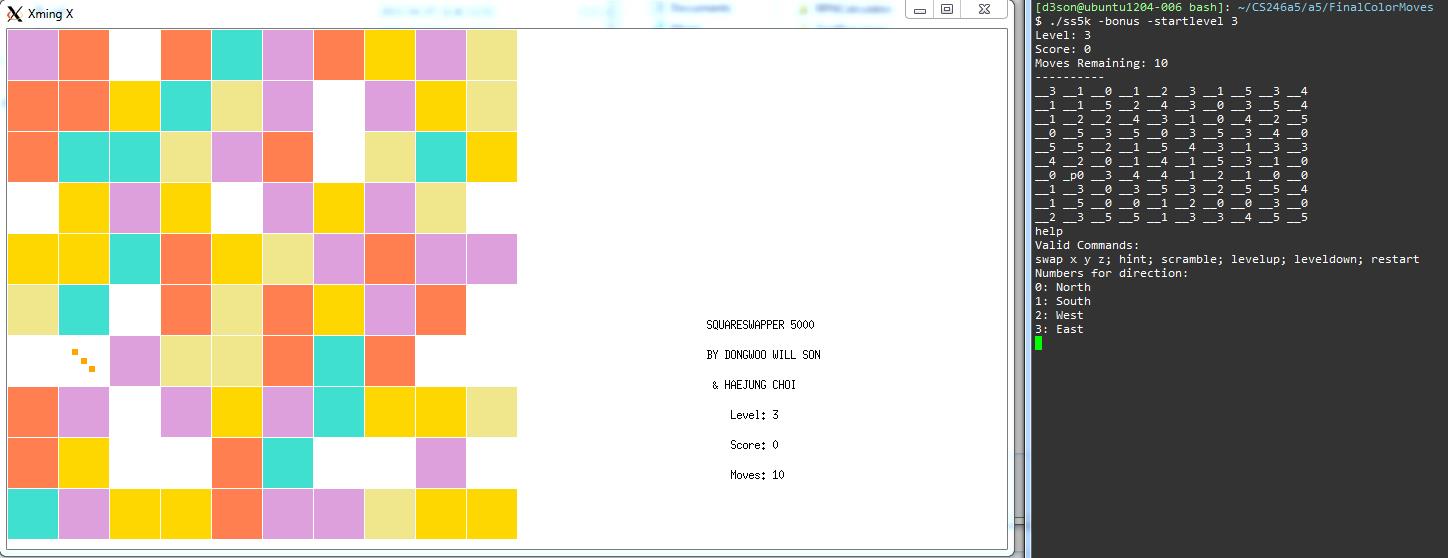 Xming X
SQUARESWAPPER 5000
BY DONGWOO WILL SON
& HAEJUNG CHOI
Level: 3
Score: 0
Moves: 10
[d3son@ubuntu1204-006 bash]: ~/CS246a5/a5/FinalColorMoves
$ ./ss5k -bonus -startlevel 3
Level: 3
Score: 0
Moves Remaining: 10
----------
__3 __1 __0 __1 __2 __3 __1 __5 __3 __4
__1 __1 __5 __2 __4 __3 __0 __3 __5 __4
__1 __2 __2 __4 __3 __1 __0 __4 __2 __5
__0 __5 __3 __5 __0 __3 __5 __3 __4 __0
__5 __5 __2 __1 __5 __4 __3 __1 __3 __3
__4 __2 __0 __1 __4 __1 __5 __3 __1 __0
__0 _p0 __3 __4 __4 __1 __2 __1 __0 __0
__1 __3 __0 __3 __5 __3 __2 __5 __5 __4
__1 __5 __0 __0 __1 __2 __0 __0 __3 __0
__2 __3 __5 __5 __1 __3 __3 __4 __5 __5
help
Valid Commands:
swap x y z; hint; scramble; levelup; leveldown; restart
Numbers for direction:
0: North
1: South
2: West
3: East